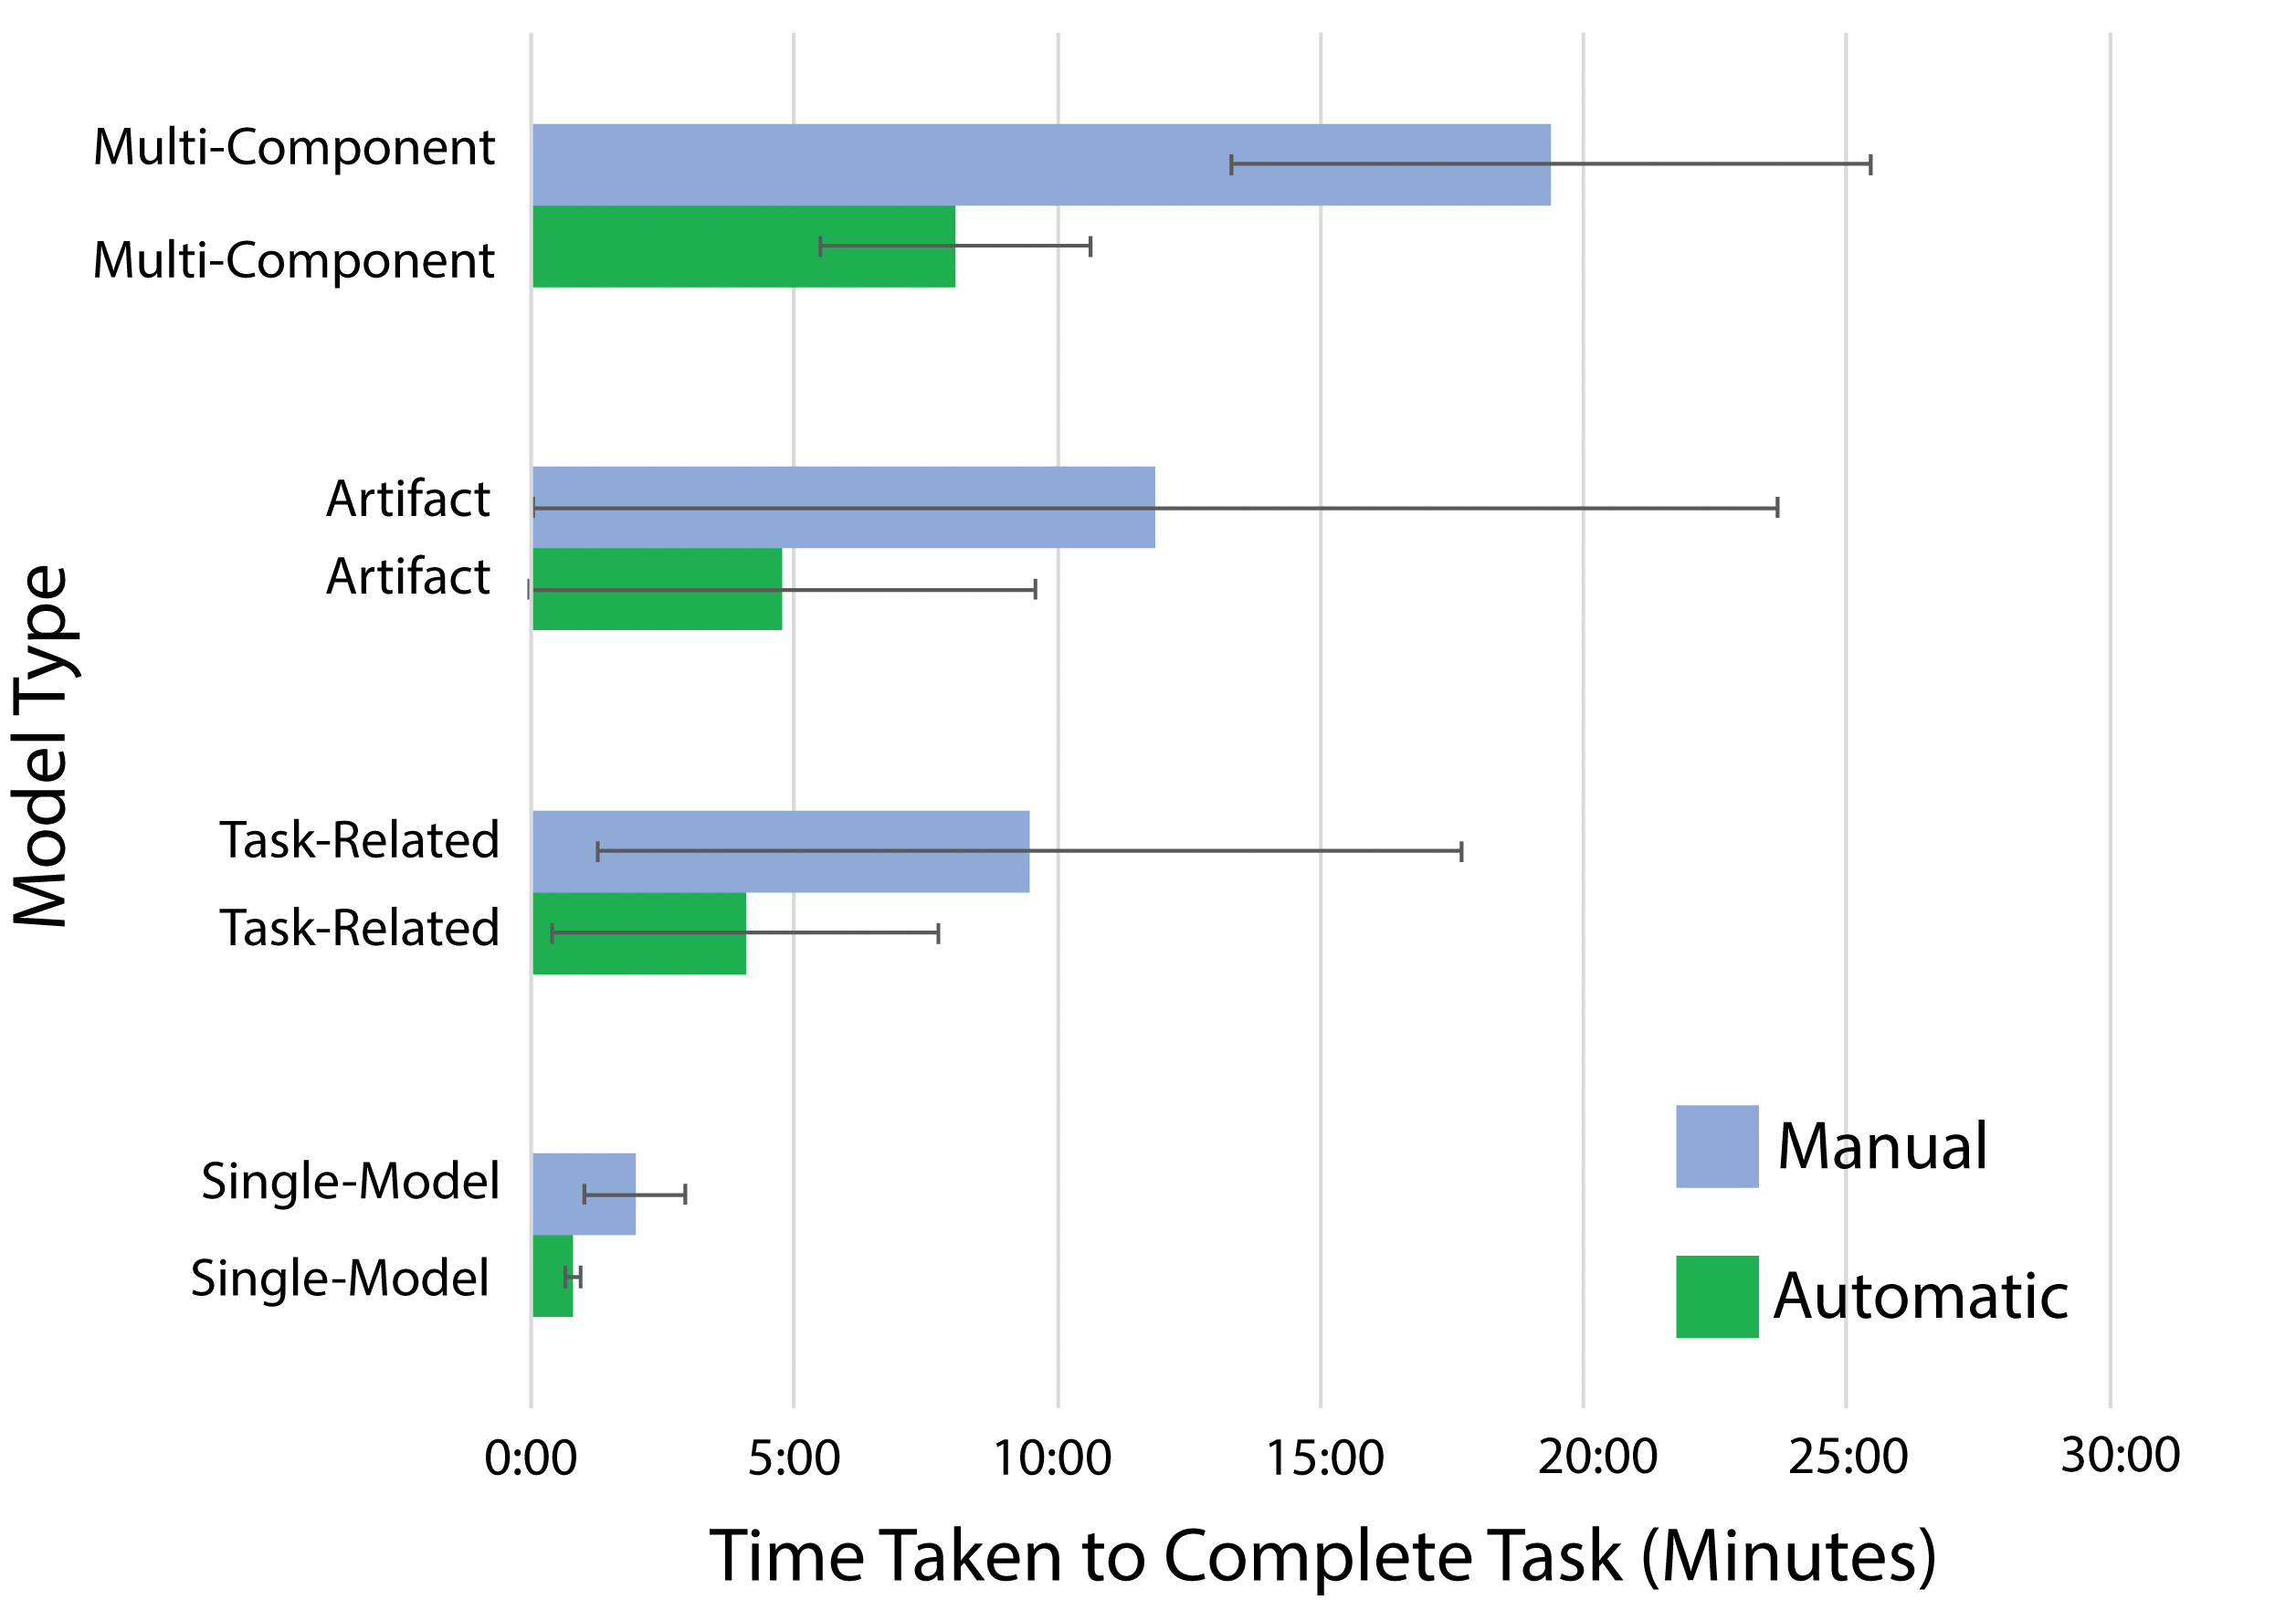 Multi-Component
Multi-Component
Artifact
Artifact
Task-Related
Task-Related
Single-Model
Single-Model
Model Type
Manual
Automatic
0:00 5:00 10:00 15:00 20:00 25:00 30:00
Time Taken to Complete Task (Minutes)